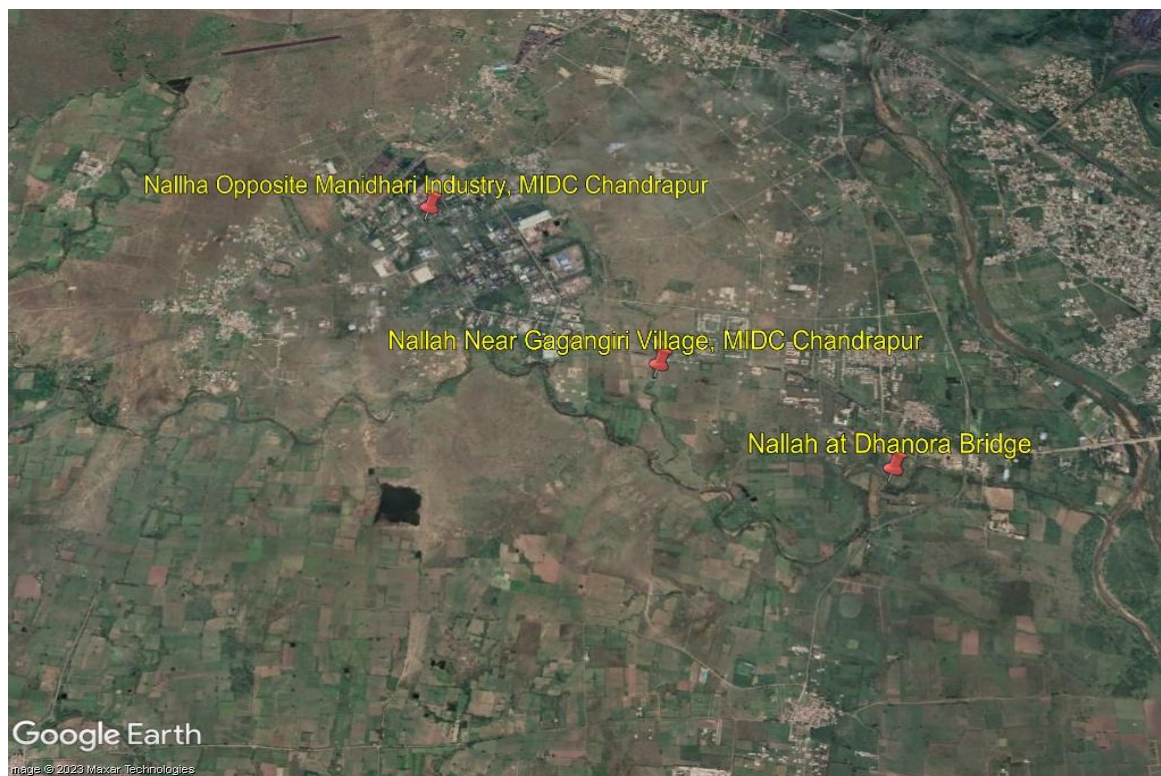 Nallha Opposite Manidhari Industry, MIDC Chandrapur
Nallah Near Gagangiri Village, MIDC Chandrapur
Nallah at Dhanora Bridge
Google Earth
mage © 2023 Maxar Technologies